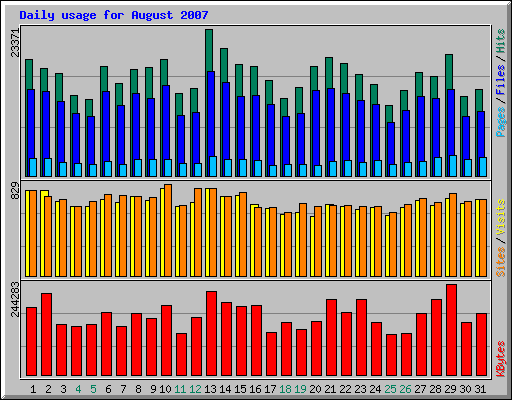 Daily usage for August 2007
23371
Pages / Files / Hits
829
Sites / Visits
244283
KBytes
1 2 3 4 5 6 7 8 9 10 11 12 13 14 15 16 17 18 19 20 21 22 23 24 25 26 27 28 29 30 31